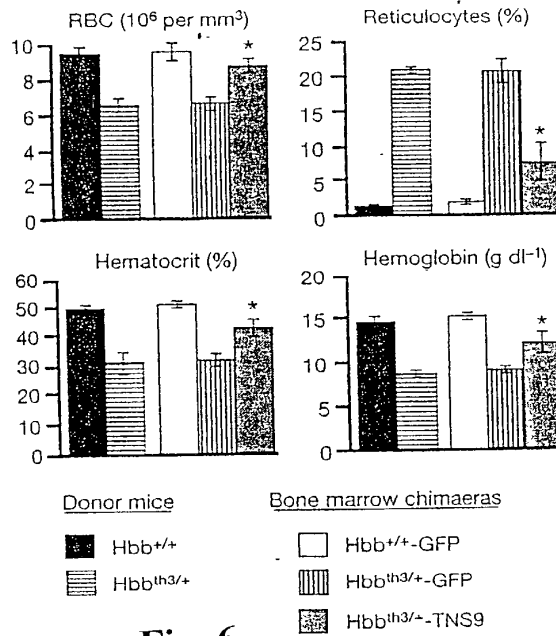 RBC (10⁶ per mm³)
10
8
6
4
2
0
*
Reticulocytes (%)
25
20
15
10
5
0
*
Hematocrit (%)
60
50
40
30
20
10
0
*
Hemoglobin (g dl⁻¹)
20
15
10
5
0
*
Donor mice
Hbb⁺/⁺
Hbbᵗʰ³/⁺
Bone marrow chimaeras
Hbb⁺/⁺-GFP
Hbbᵗʰ³/⁺-GFP
Hbbᵗʰ³/⁺-TNS9